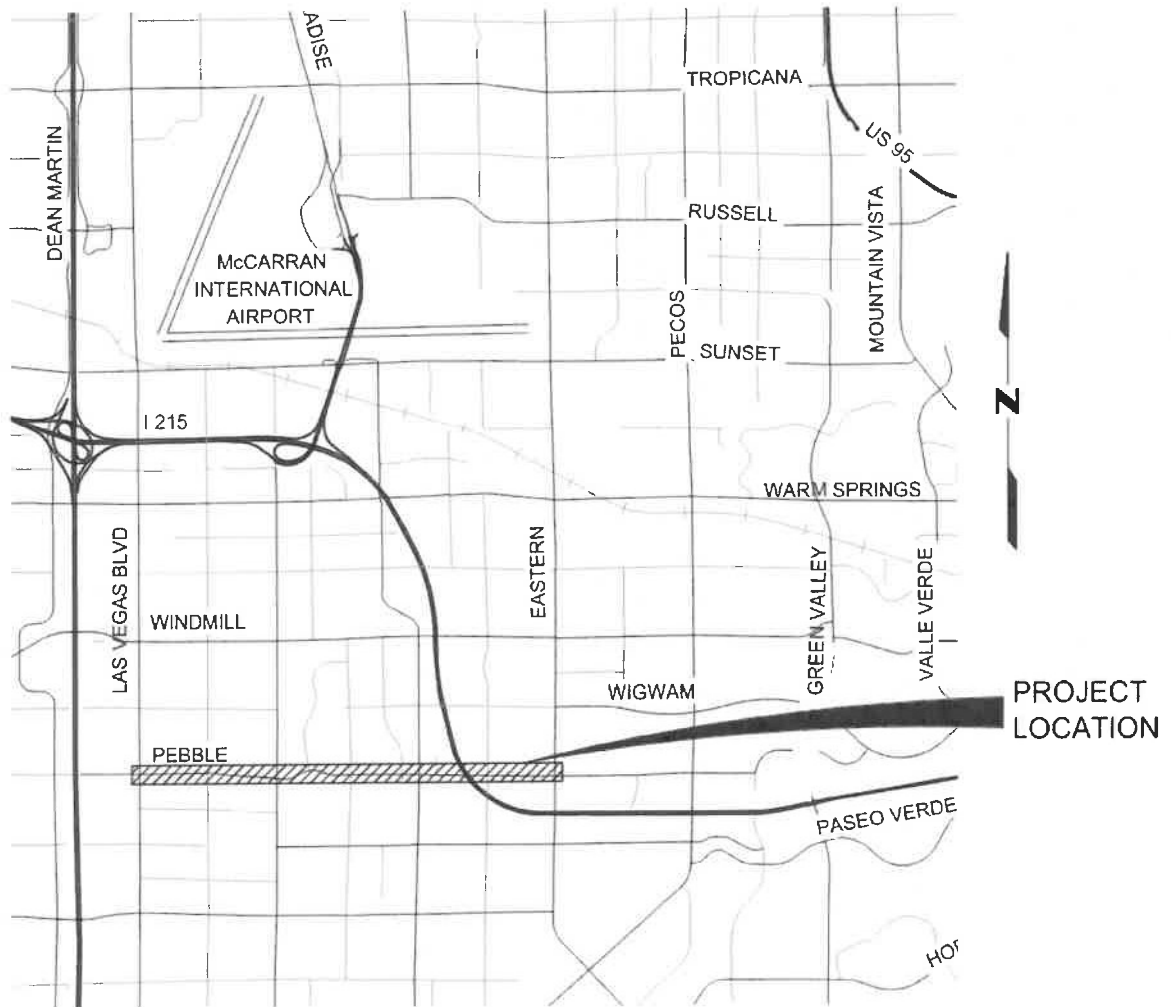 ADISE
TROPICANA
US 95
DEAN MARTIN
RUSSELL
MOUNTAIN VISTA
McCARRAN
INTERNATIONAL
AIRPORT
PECOS
SUNSET
N
I 215
WARM SPRINGS
LAS VEGAS BLVD
EASTERN
GREEN VALLEY
VALLE VERDE
WINDMILL
WIGWAM
PROJECT
LOCATION
PEBBLE
PASEO VERDE
HOR